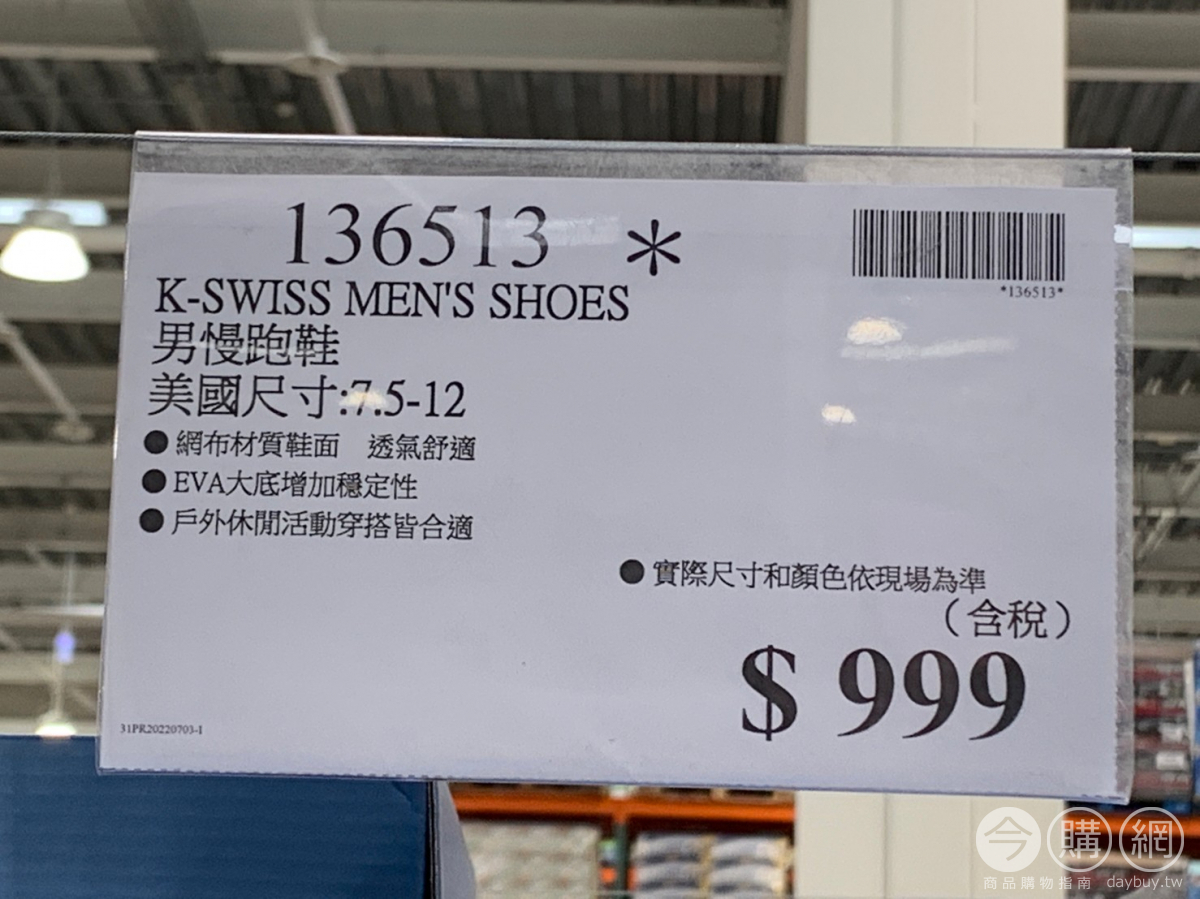 136513 *
*136513*
K-SWISS MEN'S SHOES
男慢跑鞋
美國尺寸:7.5-12
● 網布材質鞋面　透氣舒適
● EVA大底增加穩定性
● 戶外休閒活動穿搭皆合適
● 實際尺寸和顏色依現場為準
（含稅）
$ 999
31PR20220703-1
今購網
商品購物指南 daybuy.tw